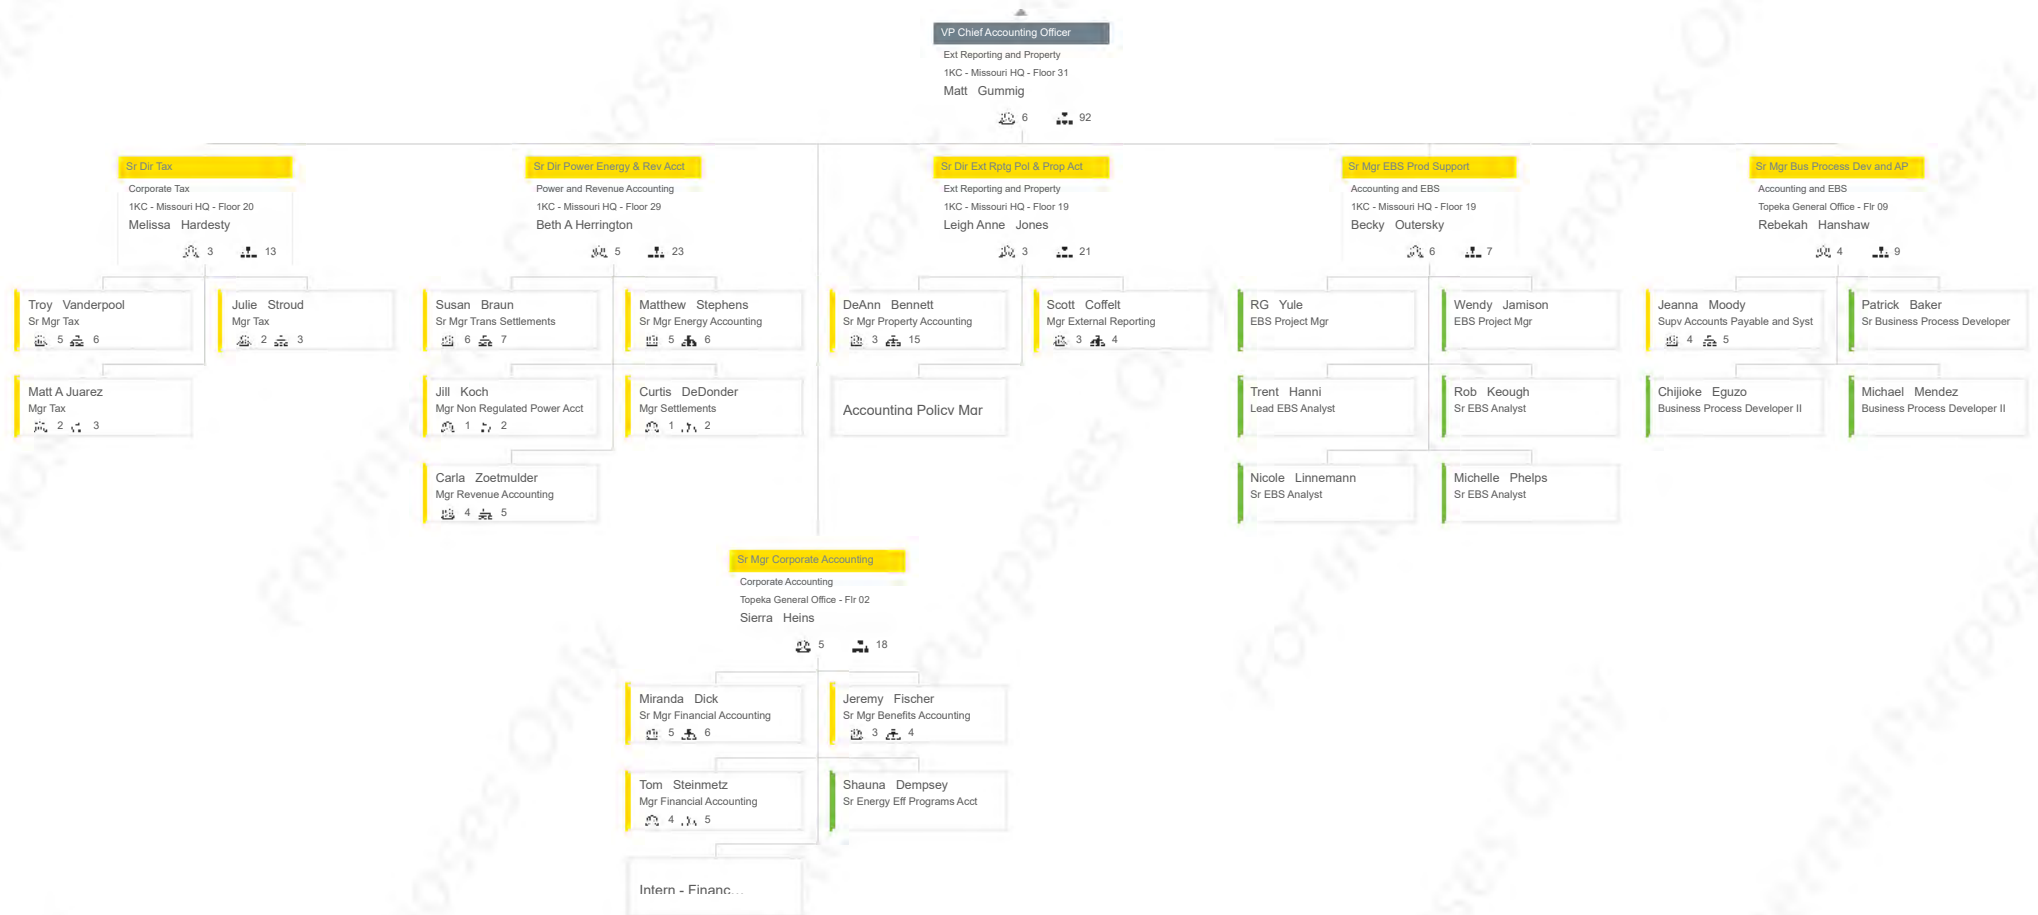 VP Chief Accounting Officer
Ext Reporting and Property
1KC - Missouri HQ - Floor 31
Matt Gummig
6 92
Sr Dir Tax
Corporate Tax
1KC - Missouri HQ - Floor 20
Melissa Hardesty
3 13
Troy Vanderpool
Sr Mgr Tax
5 6
Julie Stroud
Mgr Tax
2 3
Matt A Juarez
Mgr Tax
2 3
Sr Dir Power Energy & Rev Acct
Power and Revenue Accounting
1KC - Missouri HQ - Floor 29
Beth A Herrington
5 23
Susan Braun
Sr Mgr Trans Settlements
6 7
Matthew Stephens
Sr Mgr Energy Accounting
5 6
Jill Koch
Mgr Non Regulated Power Acct
1 2
Curtis DeDonder
Mgr Settlements
1 2
Carla Zoetmulder
Mgr Revenue Accounting
4 5
Sr Dir Ext Rptg Pol & Prop Act
Ext Reporting and Property
1KC - Missouri HQ - Floor 19
Leigh Anne Jones
3 21
DeAnn Bennett
Sr Mgr Property Accounting
3 15
Scott Coffelt
Mgr External Reporting
3 4
Accounting Policy Mgr
Sr Mgr EBS Prod Support
Accounting and EBS
1KC - Missouri HQ - Floor 19
Becky Outersky
6 7
RG Yule
EBS Project Mgr
Wendy Jamison
EBS Project Mgr
Trent Hanni
Lead EBS Analyst
Rob Keough
Sr EBS Analyst
Nicole Linnemann
Sr EBS Analyst
Michelle Phelps
Sr EBS Analyst
Sr Mgr Bus Process Dev and AP
Accounting and EBS
Topeka General Office - Flr 09
Rebekah Hanshaw
4 9
Jeanna Moody
Supv Accounts Payable and Syst
4 5
Patrick Baker
Sr Business Process Developer
Chijioke Eguzo
Business Process Developer II
Michael Mendez
Business Process Developer II
Sr Mgr Corporate Accounting
Corporate Accounting
Topeka General Office - Flr 02
Sierra Heins
5 18
Miranda Dick
Sr Mgr Financial Accounting
5 6
Jeremy Fischer
Sr Mgr Benefits Accounting
3 4
Tom Steinmetz
Mgr Financial Accounting
4 5
Shauna Dempsey
Sr Energy Eff Programs Acct
Intern - Financ...
For Internal Purposes Only